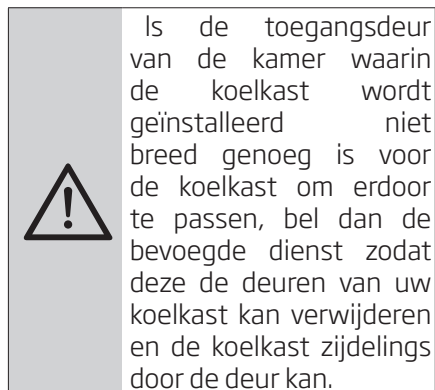 Is de toegangsdeur
van de kamer waarin
de koelkast wordt
geïnstalleerd niet
breed genoeg is voor
de koelkast om erdoor
te passen, bel dan de
bevoegde dienst zodat
deze de deuren van uw
koelkast kan verwijderen
en de koelkast zijdelings
door de deur kan.